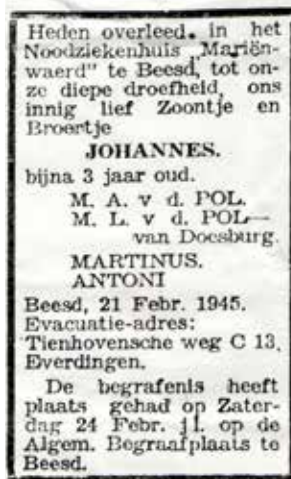 Heden overleed. in het
Noodziekenhuis „Mariën-
waerd" te Beesd, tot on-
ze diepe droefheid, ons
innig lief Zoontje en
Broertje
JOHANNES.
bijna 3 jaar oud.
M. A. v d. POL.
M. L. v d. POL—
van Doesburg.
MARTINUS.
ANTONI
Beesd, 21 Febr. 1945.
Evacuatie-adres:
Tienhovensche weg C 13,
Everdingen.
De begrafenis heeft
plaats gehad op Zater-
dag 24 Febr. jl. op de
Algem. Begraafplaats te
Beesd.